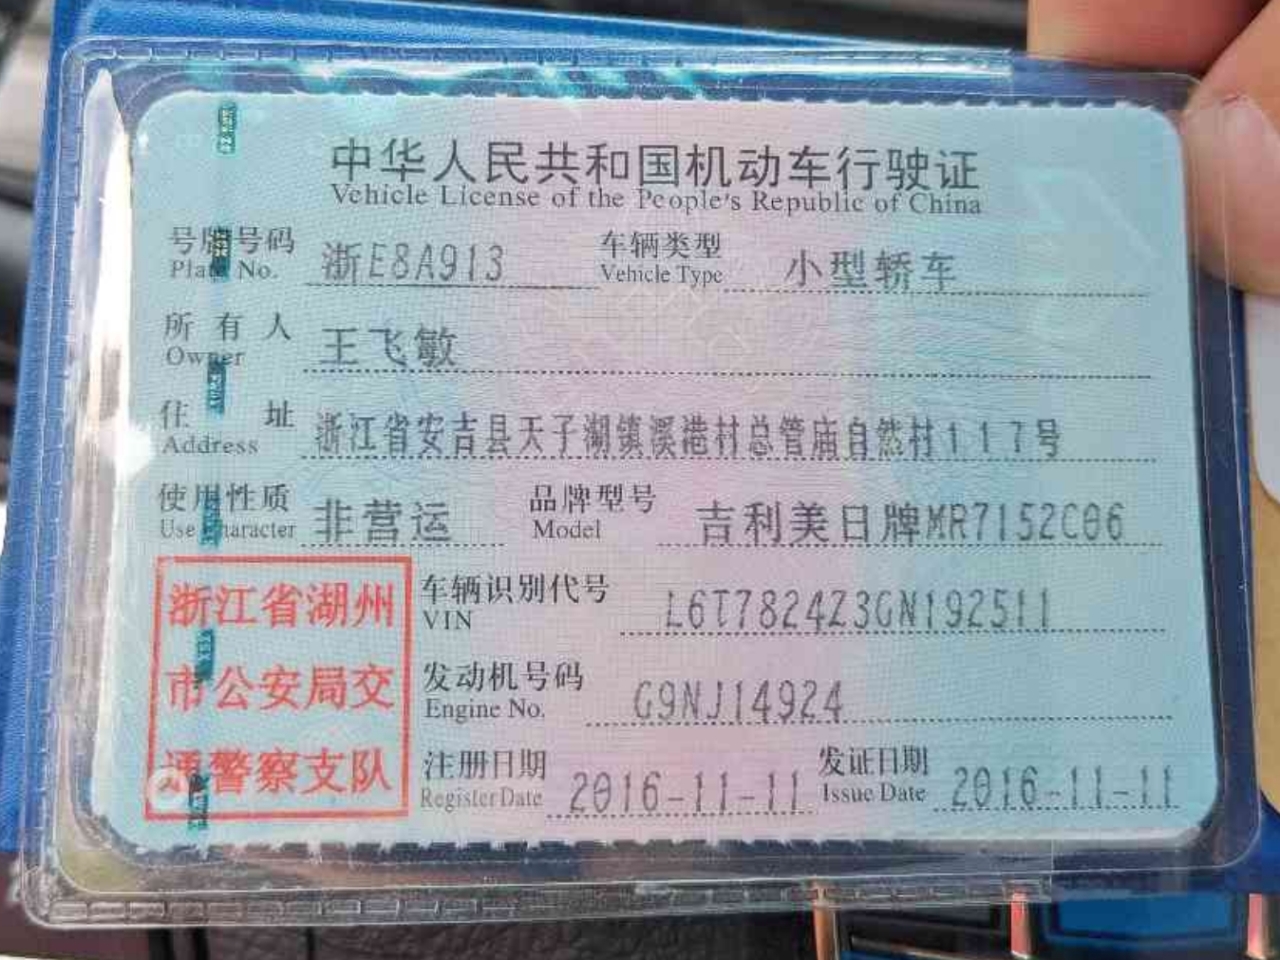 中华人民共和国机动车行驶证
Vehicle License of the People's Republic of China
号牌号码 浙E8A913 车辆类型 小型轿车
Plate No. Vehicle Type
所有人 王飞敏
Owner
住址 浙江省安吉县天子湖镇溪港村总管庙自然村117号
Address
使用性质 非营运 品牌型号 吉利美日牌MR7152C06
Use Character Model
浙江省湖州
市公安局交
通警察支队
车辆识别代号 L6T7824Z3GN192511
VIN
发动机号码 G9NJ14924
Engine No.
注册日期 2016-11-11 发证日期 2016-11-11
Register Date Issue Date